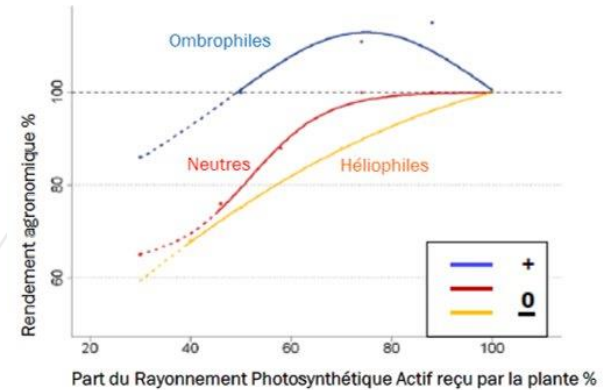 Ombrophiles
Neutres
Héliophiles
Rendement agronomique %
100
80
60
20
40
60
80
100
Part du Rayonnement Photosynthétique Actif reçu par la plante %
+
0
–